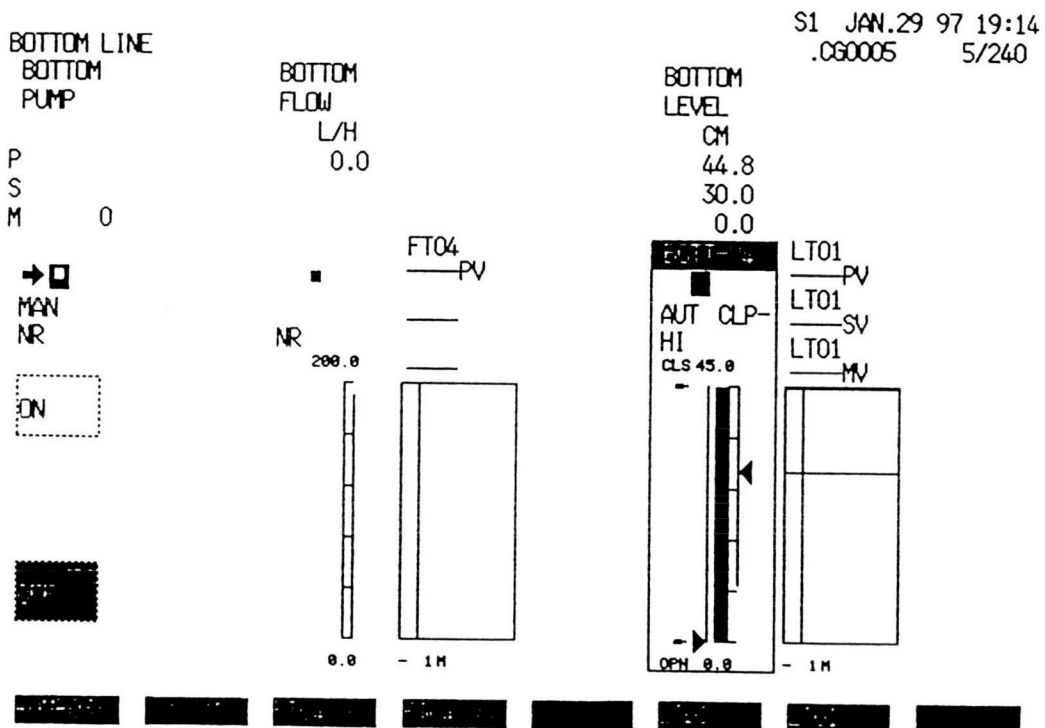 S1 JAN.29 97 19:14
.CG0005 5/240
BOTTOM LINE
BOTTOM
PUMP
P
S
M 0
MAN
NR
ON
BOTTOM
FLOW
L/H
0.0
FT04
PV
NR
200.0
0.0
- 1M
BOTTOM
LEVEL
CM
44.8
30.0
0.0
AUT CLP-
HI
CLS 45.0
OPN 0.0
LT01
PV
LT01
SV
LT01
MV
- 1M